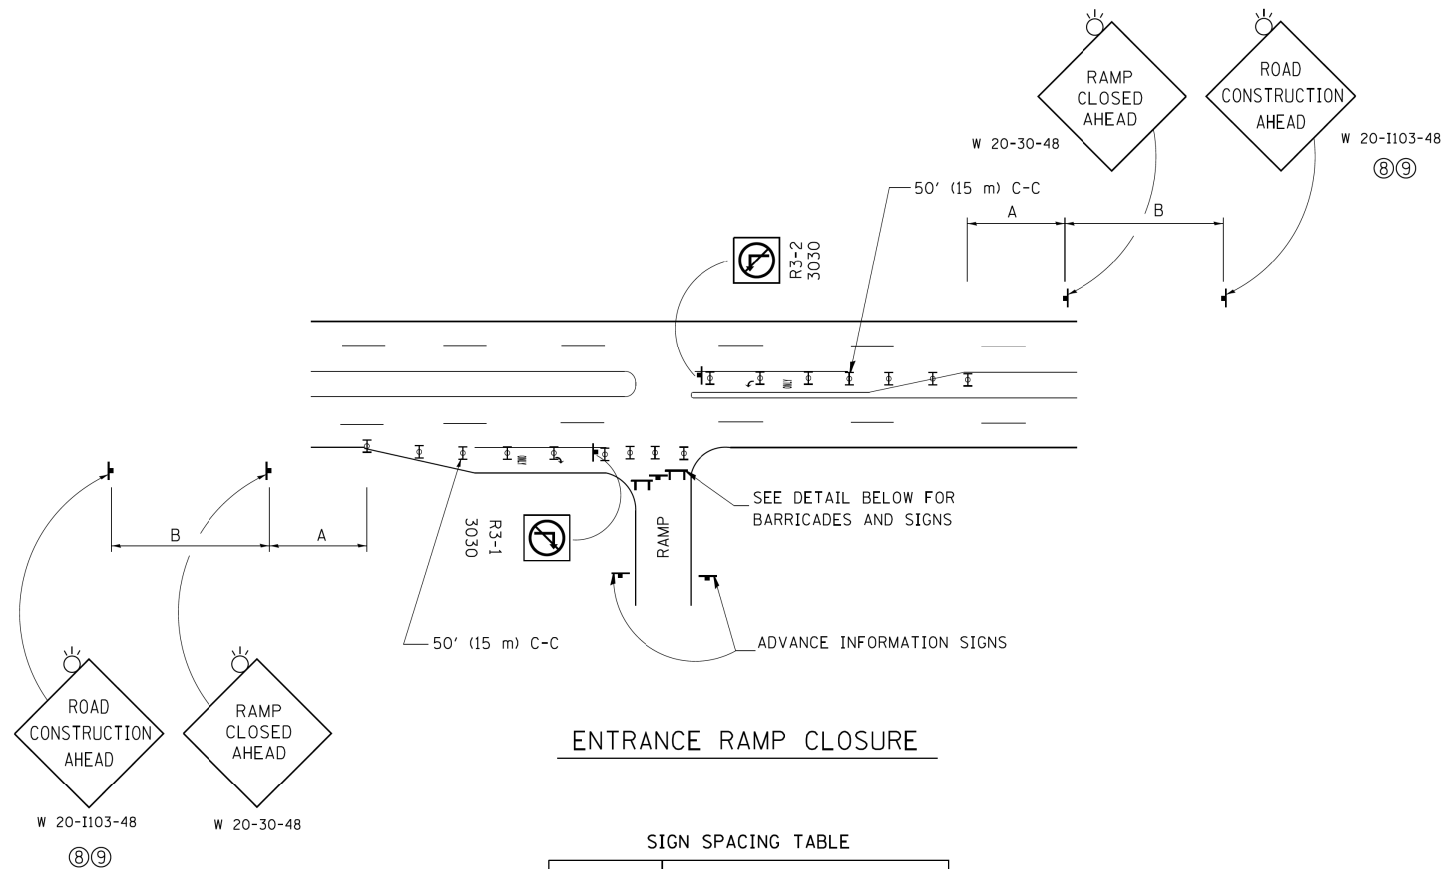 RAMP
CLOSED
AHEAD
W 20-30-48
ROAD
CONSTRUCTION
AHEAD
W 20-I103-48
⑧⑨
50' (15 m) C-C
A
B
R3-2
3030
ONLY
ONLY
SEE DETAIL BELOW FOR
BARRICADES AND SIGNS
RAMP
R3-1
3030
B
A
50' (15 m) C-C
ADVANCE INFORMATION SIGNS
ROAD
CONSTRUCTION
AHEAD
W 20-I103-48
⑧⑨
RAMP
CLOSED
AHEAD
W 20-30-48
ENTRANCE RAMP CLOSURE
SIGN SPACING TABLE